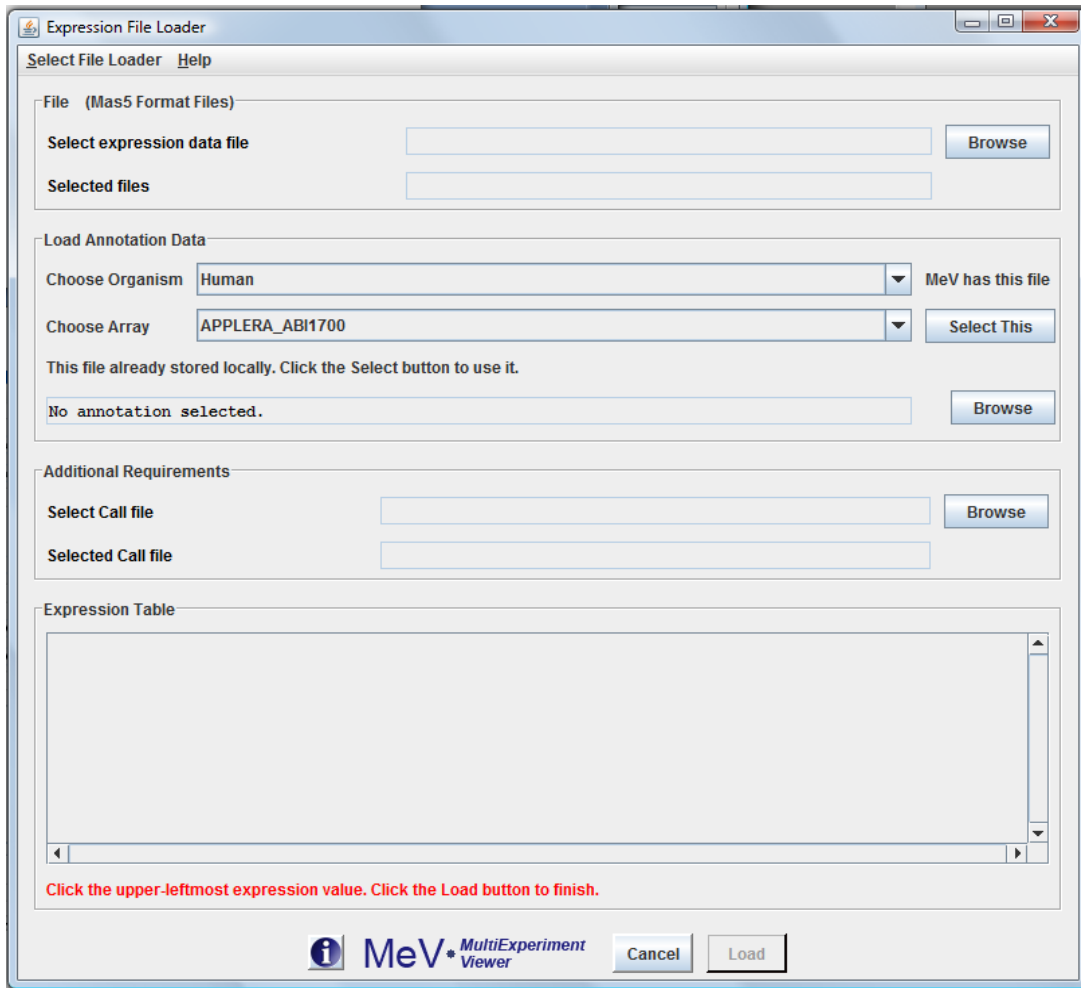 Expression File Loader
Select File Loader Help
File (Mas5 Format Files)
Select expression data file
Browse
Selected files
Load Annotation Data
Choose Organism Human MeV has this file
Choose Array APPLERA_ABI1700 Select This
This file already stored locally. Click the Select button to use it.
No annotation selected. Browse
Additional Requirements
Select Call file Browse
Selected Call file
Expression Table
Click the upper-leftmost expression value. Click the Load button to finish.
i MeV MultiExperiment Viewer Cancel Load